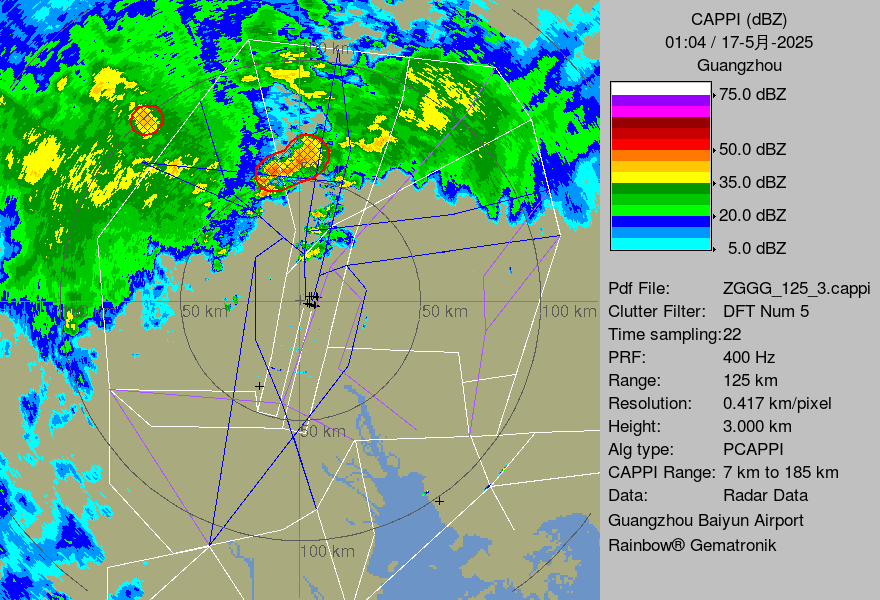 CAPPI (dBZ)
01:04 / 17-5月-2025
Guangzhou
75.0 dBZ
50.0 dBZ
35.0 dBZ
20.0 dBZ
5.0 dBZ
Pdf File: ZGGG_125_3.cappi
Clutter Filter: DFT Num 5
Time sampling:22
PRF: 400 Hz
Range: 125 km
Resolution: 0.417 km/pixel
Height: 3.000 km
Alg type: PCAPPI
CAPPI Range: 7 km to 185 km
Data: Radar Data
Guangzhou Baiyun Airport
Rainbow® Gematronik
100 km
50 km
50 km
100 km
50 km
100 km